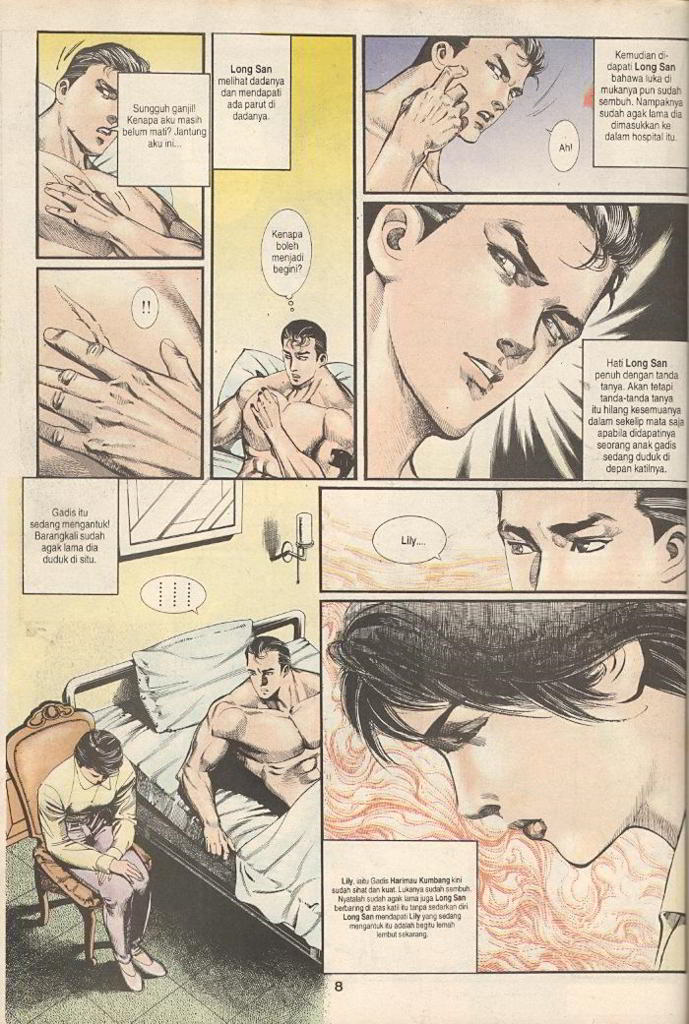 Sungguh ganjil!
Kenapa aku masih
belum mati? Jantung
aku ini...
Long San
melihat dadanya
dan mendapati
ada parut di
dadanya.
Kemudian di-
dapati Long San
bahawa luka di
mukanya pun sudah
sembuh. Nampaknya
sudah agak lama dia
dimasukkan ke
dalam hospital itu.
Ah!
!!
Kenapa
boleh
menjadi
begini?
Hati Long San
penuh dengan tanda
tanya. Akan tetapi
tanda-tanda tanya
itu hilang kesemuanya
dalam sekelip mata saja
apabila didapatinya
seorang anak gadis
sedang duduk di
depan katilnya.
Gadis itu
sedang mengantuk!
Barangkali sudah
agak lama dia
duduk di situ.
Lily....
Lily, iaitu Gadis Harimau Kumbang kini
sudah sihat dan kuat. Lukanya sudah sembuh.
Nyatalah sudah agak lama juga Long San
berbaring di atas katil itu tanpa sedarkan diri.
Long San mendapati Lily yang sedang
mengantuk itu adalah begitu lemah
lembut sekarang.
8